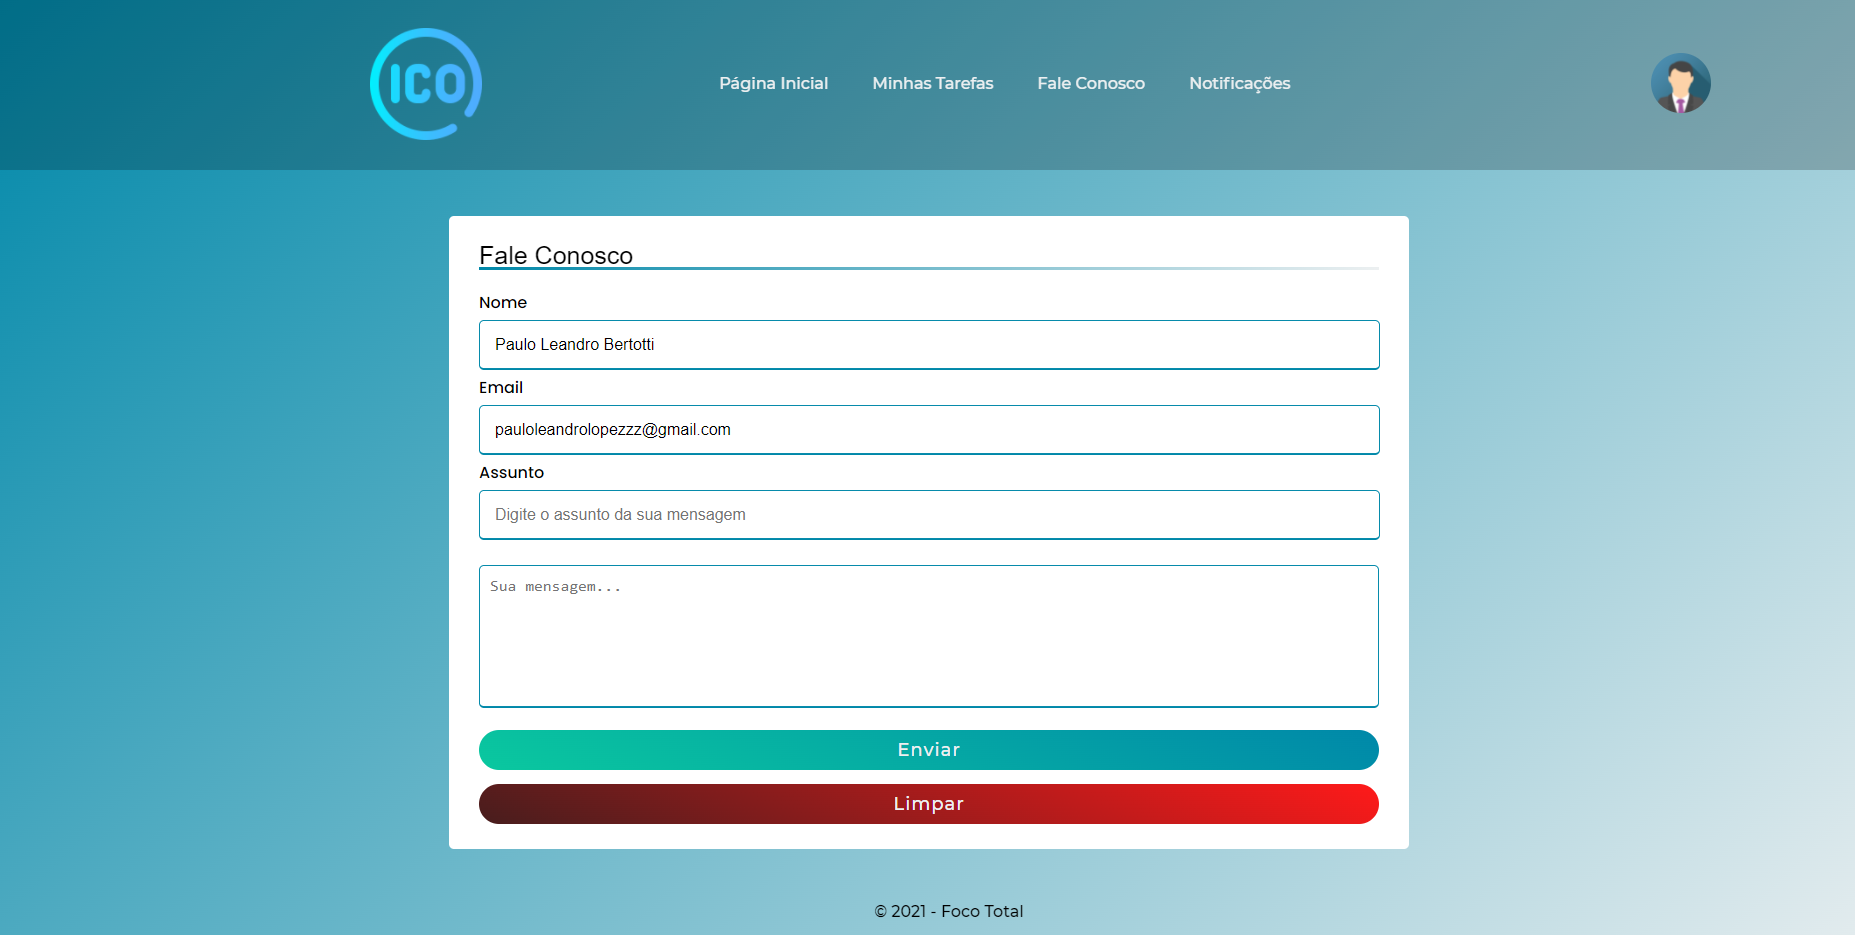 ICO
Página Inicial Minhas Tarefas Fale Conosco Notificações
Fale Conosco
Nome
Paulo Leandro Bertotti
Email
pauloleandrolopezzz@gmail.com
Assunto
Digite o assunto da sua mensagem
Sua mensagem...
Enviar
Limpar
© 2021 - Foco Total